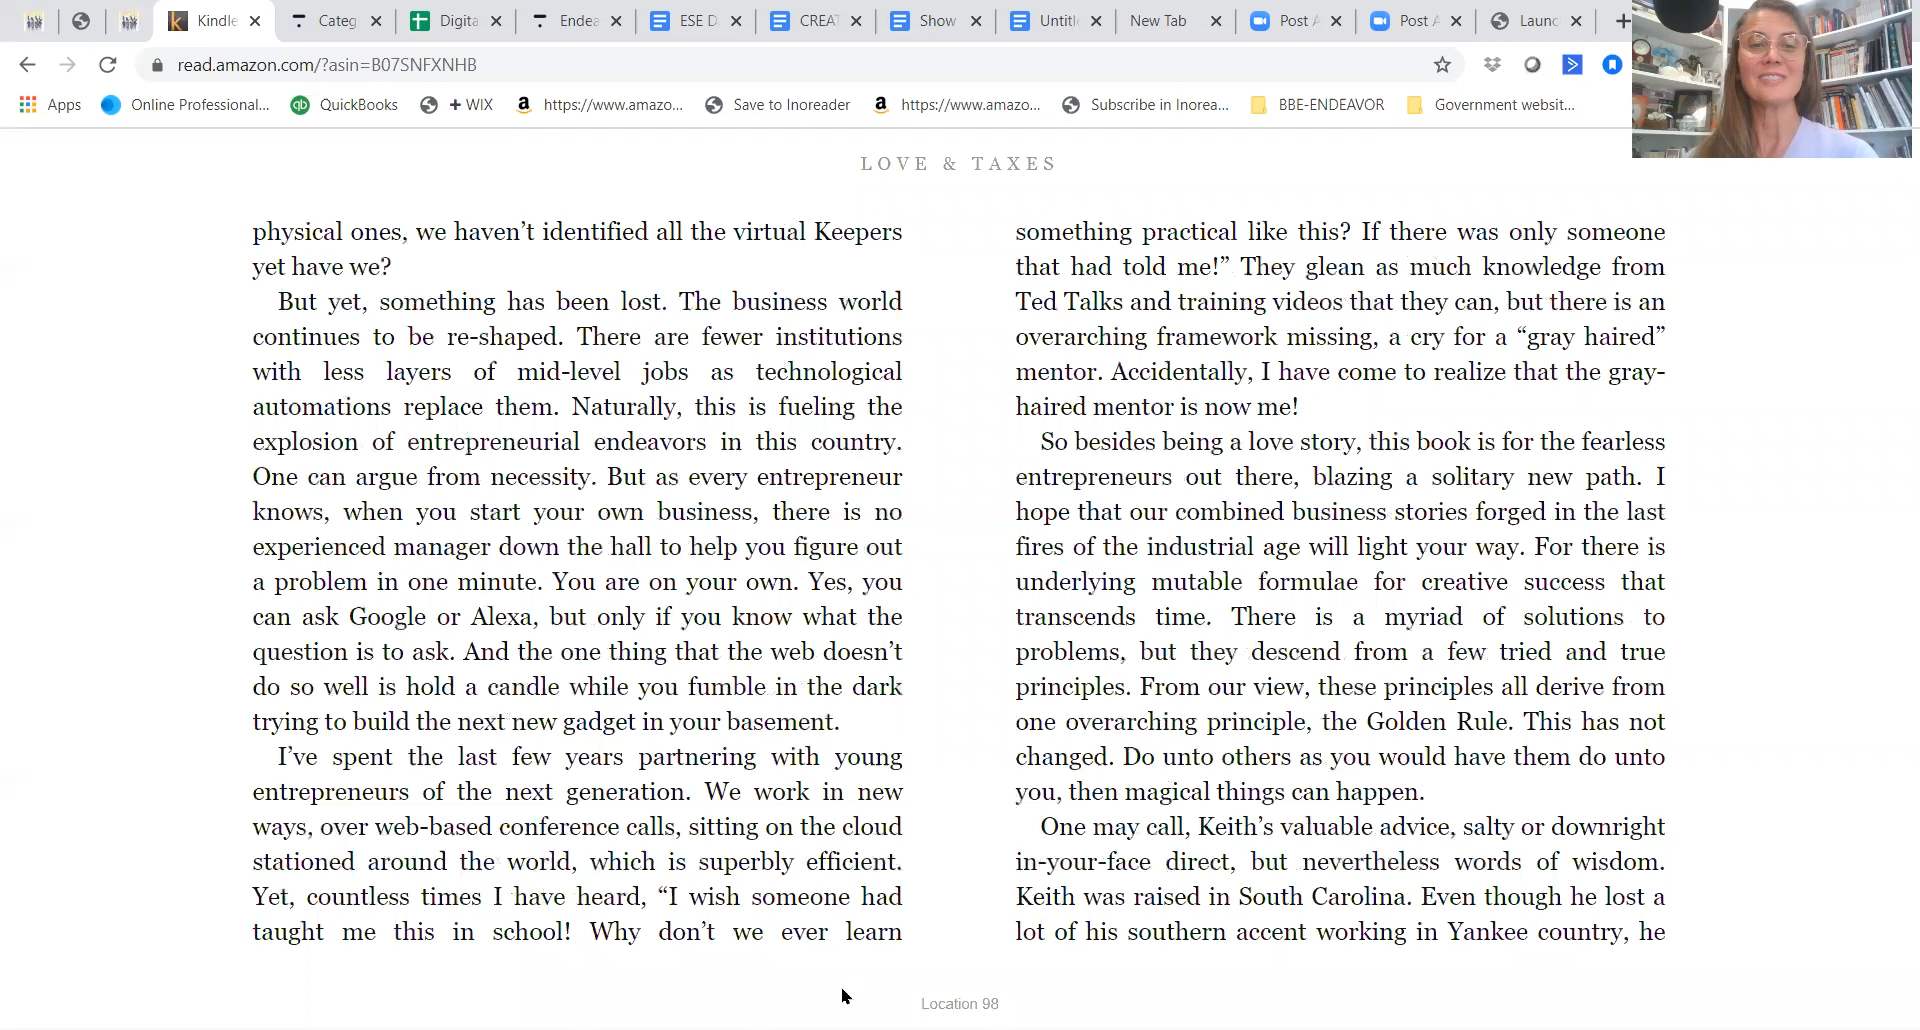 Kindle
Categ
Digita
Endea
ESE D
CREAT
Show
Untitl
New Tab
Post A
Post A
Launc
read.amazon.com/?asin=B07SNFXNHB
Apps
Online Professional...
QuickBooks
+ WIX
https://www.amazo...
Save to Inoreader
https://www.amazo...
Subscribe in Inorea...
BBE-ENDEAVOR
Government websit...
LOVE & TAXES
physical ones, we haven’t identified all the virtual Keepers
yet have we?
But yet, something has been lost. The business world
continues to be re-shaped. There are fewer institutions
with less layers of mid-level jobs as technological
automations replace them. Naturally, this is fueling the
explosion of entrepreneurial endeavors in this country.
One can argue from necessity. But as every entrepreneur
knows, when you start your own business, there is no
experienced manager down the hall to help you figure out
a problem in one minute. You are on your own. Yes, you
can ask Google or Alexa, but only if you know what the
question is to ask. And the one thing that the web doesn’t
do so well is hold a candle while you fumble in the dark
trying to build the next new gadget in your basement.
I’ve spent the last few years partnering with young
entrepreneurs of the next generation. We work in new
ways, over web-based conference calls, sitting on the cloud
stationed around the world, which is superbly efficient.
Yet, countless times I have heard, “I wish someone had
taught me this in school! Why don’t we ever learn
something practical like this? If there was only someone
that had told me!” They glean as much knowledge from
Ted Talks and training videos that they can, but there is an
overarching framework missing, a cry for a “gray haired”
mentor. Accidentally, I have come to realize that the gray-
haired mentor is now me!
So besides being a love story, this book is for the fearless
entrepreneurs out there, blazing a solitary new path. I
hope that our combined business stories forged in the last
fires of the industrial age will light your way. For there is
underlying mutable formulae for creative success that
transcends time. There is a myriad of solutions to
problems, but they descend from a few tried and true
principles. From our view, these principles all derive from
one overarching principle, the Golden Rule. This has not
changed. Do unto others as you would have them do unto
you, then magical things can happen.
One may call, Keith’s valuable advice, salty or downright
in-your-face direct, but nevertheless words of wisdom.
Keith was raised in South Carolina. Even though he lost a
lot of his southern accent working in Yankee country, he
Location 98